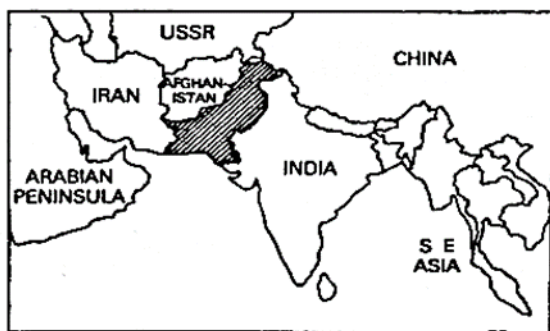 USSR
CHINA
AFGHAN-
ISTAN
IRAN
ARABIAN
PENINSULA
INDIA
S E
ASIA